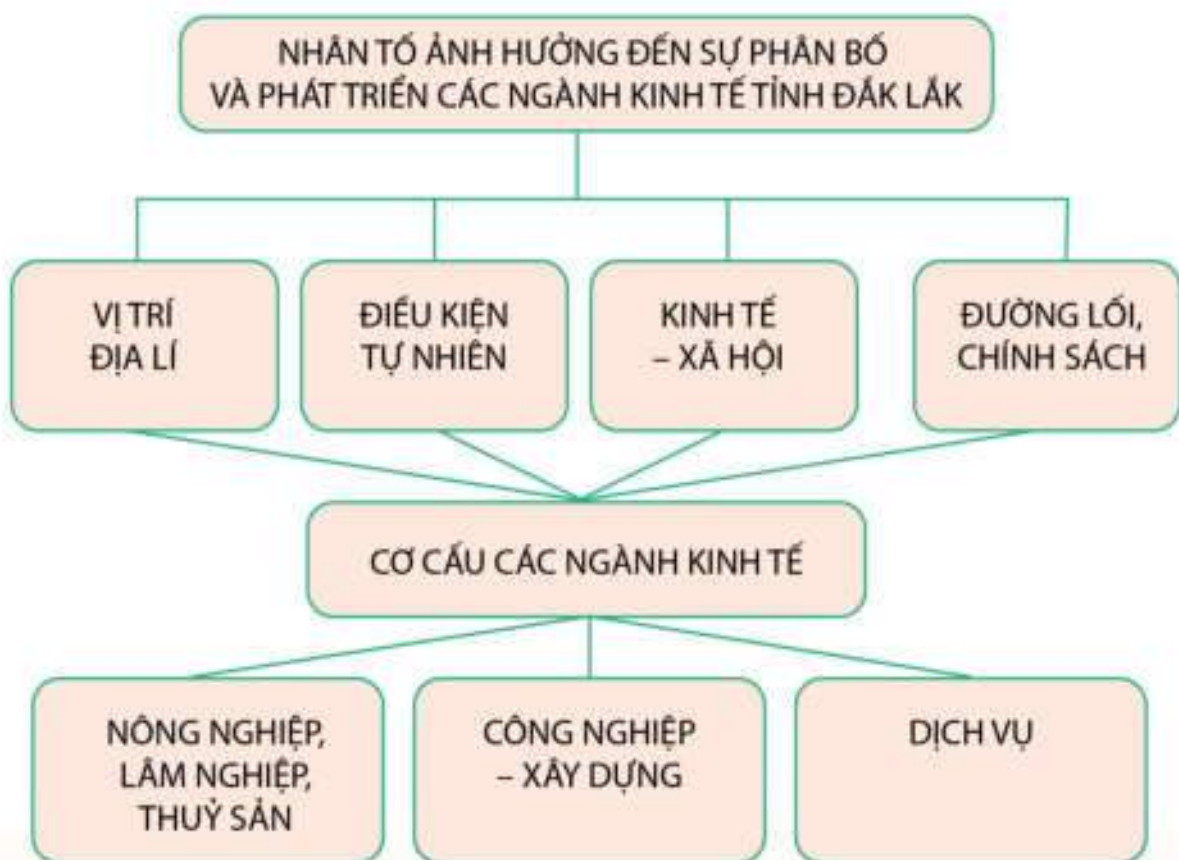 NHÂN TỐ ẢNH HƯỞNG ĐẾN SỰ PHÂN BỐ
VÀ PHÁT TRIỂN CÁC NGÀNH KINH TẾ TỈNH ĐẮK LẮK
VỊ TRÍ
ĐỊA LÍ
ĐIỀU KIỆN
TỰ NHIÊN
KINH TẾ
– XÃ HỘI
ĐƯỜNG LỐI,
CHÍNH SÁCH
CƠ CẤU CÁC NGÀNH KINH TẾ
NÔNG NGHIỆP,
LÂM NGHIỆP,
THUỶ SẢN
CÔNG NGHIỆP
– XÂY DỰNG
DỊCH VỤ